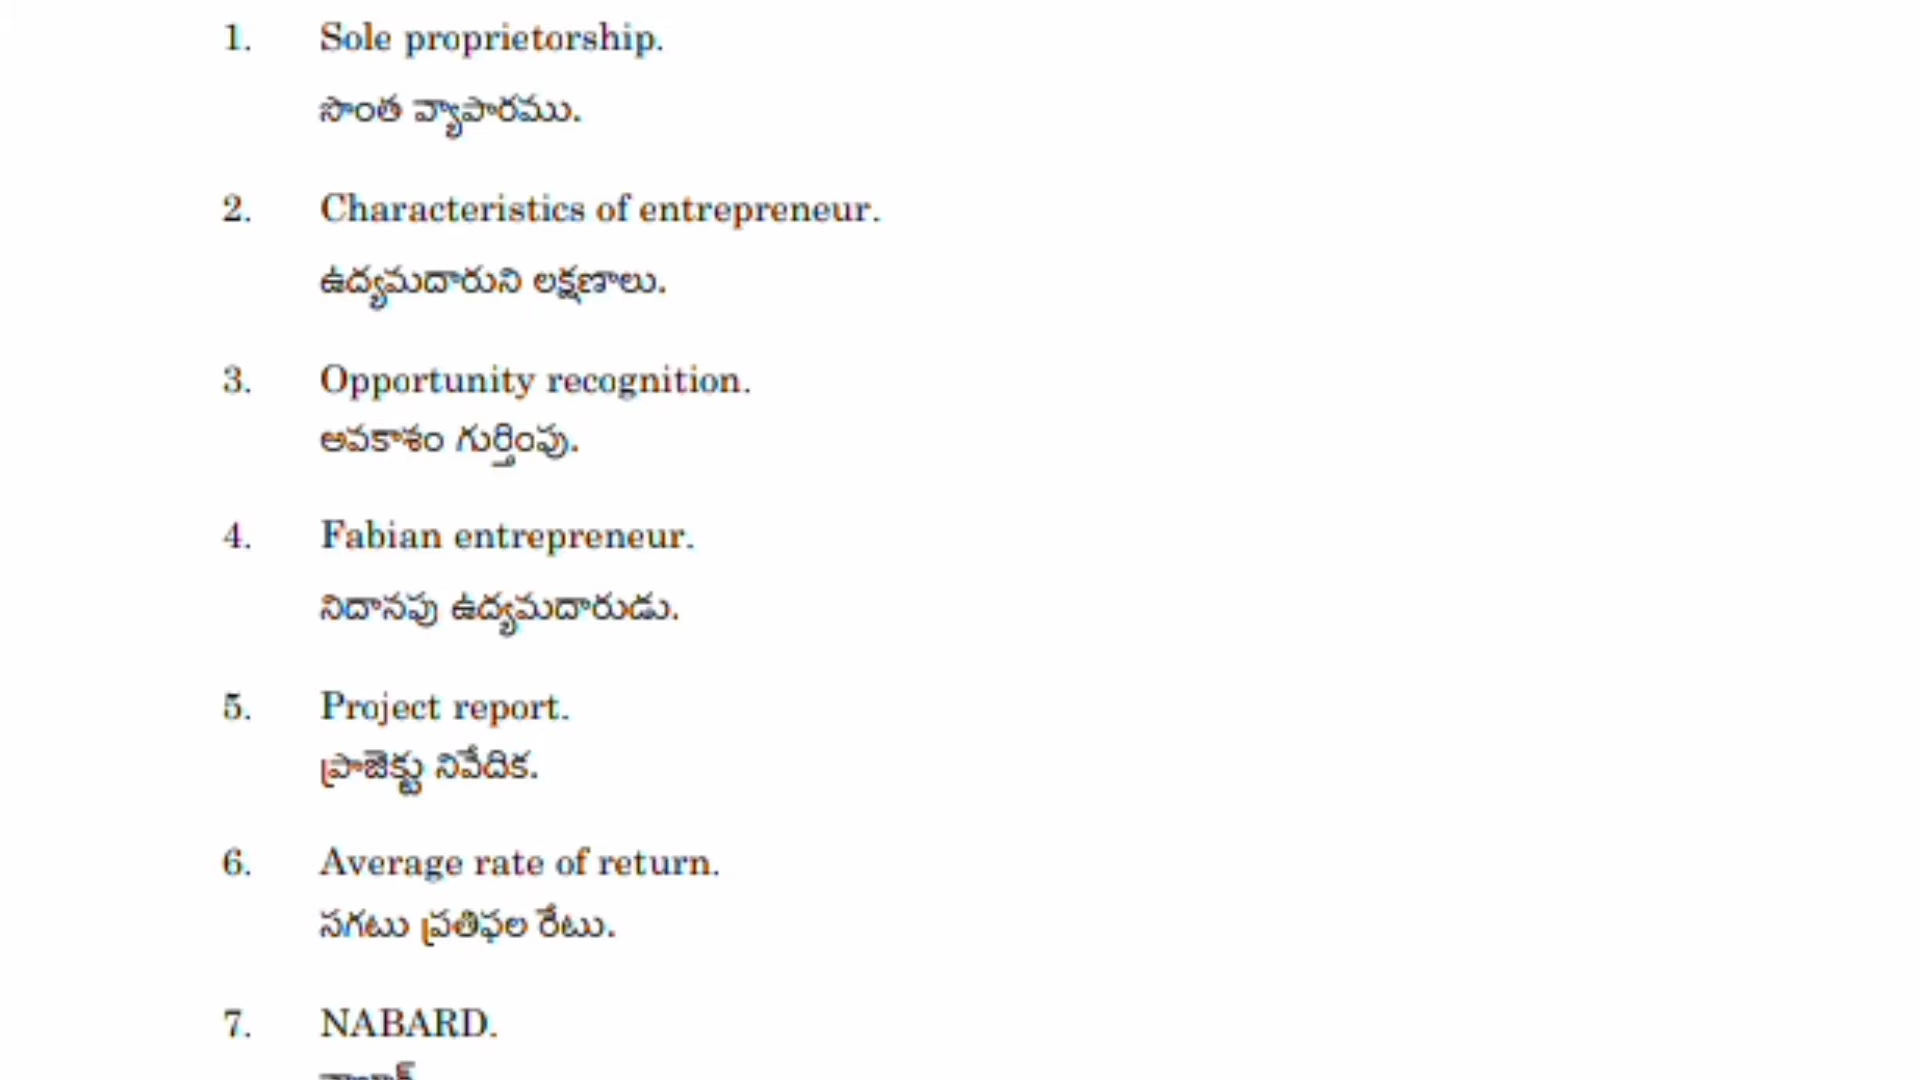 1. Sole proprietorship.
సొంత వ్యాపారము.
2. Characteristics of entrepreneur.
ఉద్యమదారుని లక్షణాలు.
3. Opportunity recognition.
అవకాశం గుర్తింపు.
4. Fabian entrepreneur.
నిదానపు ఉద్యమదారుడు.
5. Project report.
ప్రాజెక్టు నివేదిక.
6. Average rate of return.
సగటు ప్రతిఫల రేటు.
7. NABARD.